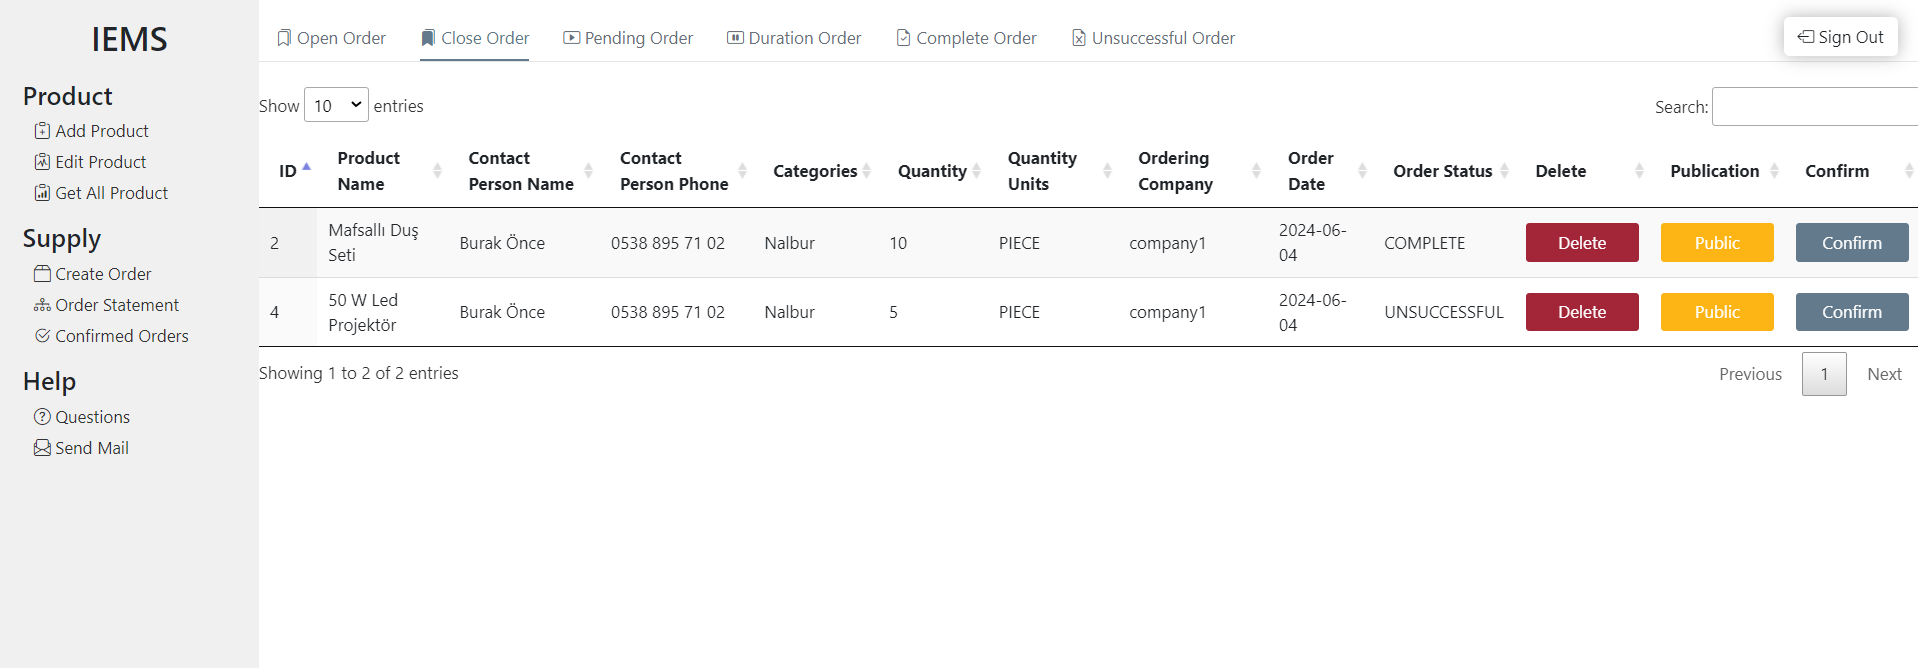 IEMS
Product
Add Product
Edit Product
Get All Product
Supply
Create Order
Order Statement
Confirmed Orders
Help
Questions
Send Mail
Open Order Close Order Pending Order Duration Order Complete Order Unsuccessful Order Sign Out
Show 10 entries Search:
ID Product Name Contact Person Name Contact Person Phone Categories Quantity Quantity Units Ordering Company Order Date Order Status Delete Publication Confirm
2 Mafsallı Duş Seti Burak Önce 0538 895 71 02 Nalbur 10 PIECE company1 2024-06-04 COMPLETE Delete Public Confirm
4 50 W Led Projektör Burak Önce 0538 895 71 02 Nalbur 5 PIECE company1 2024-06-04 UNSUCCESSFUL Delete Public Confirm
Showing 1 to 2 of 2 entries Previous 1 Next